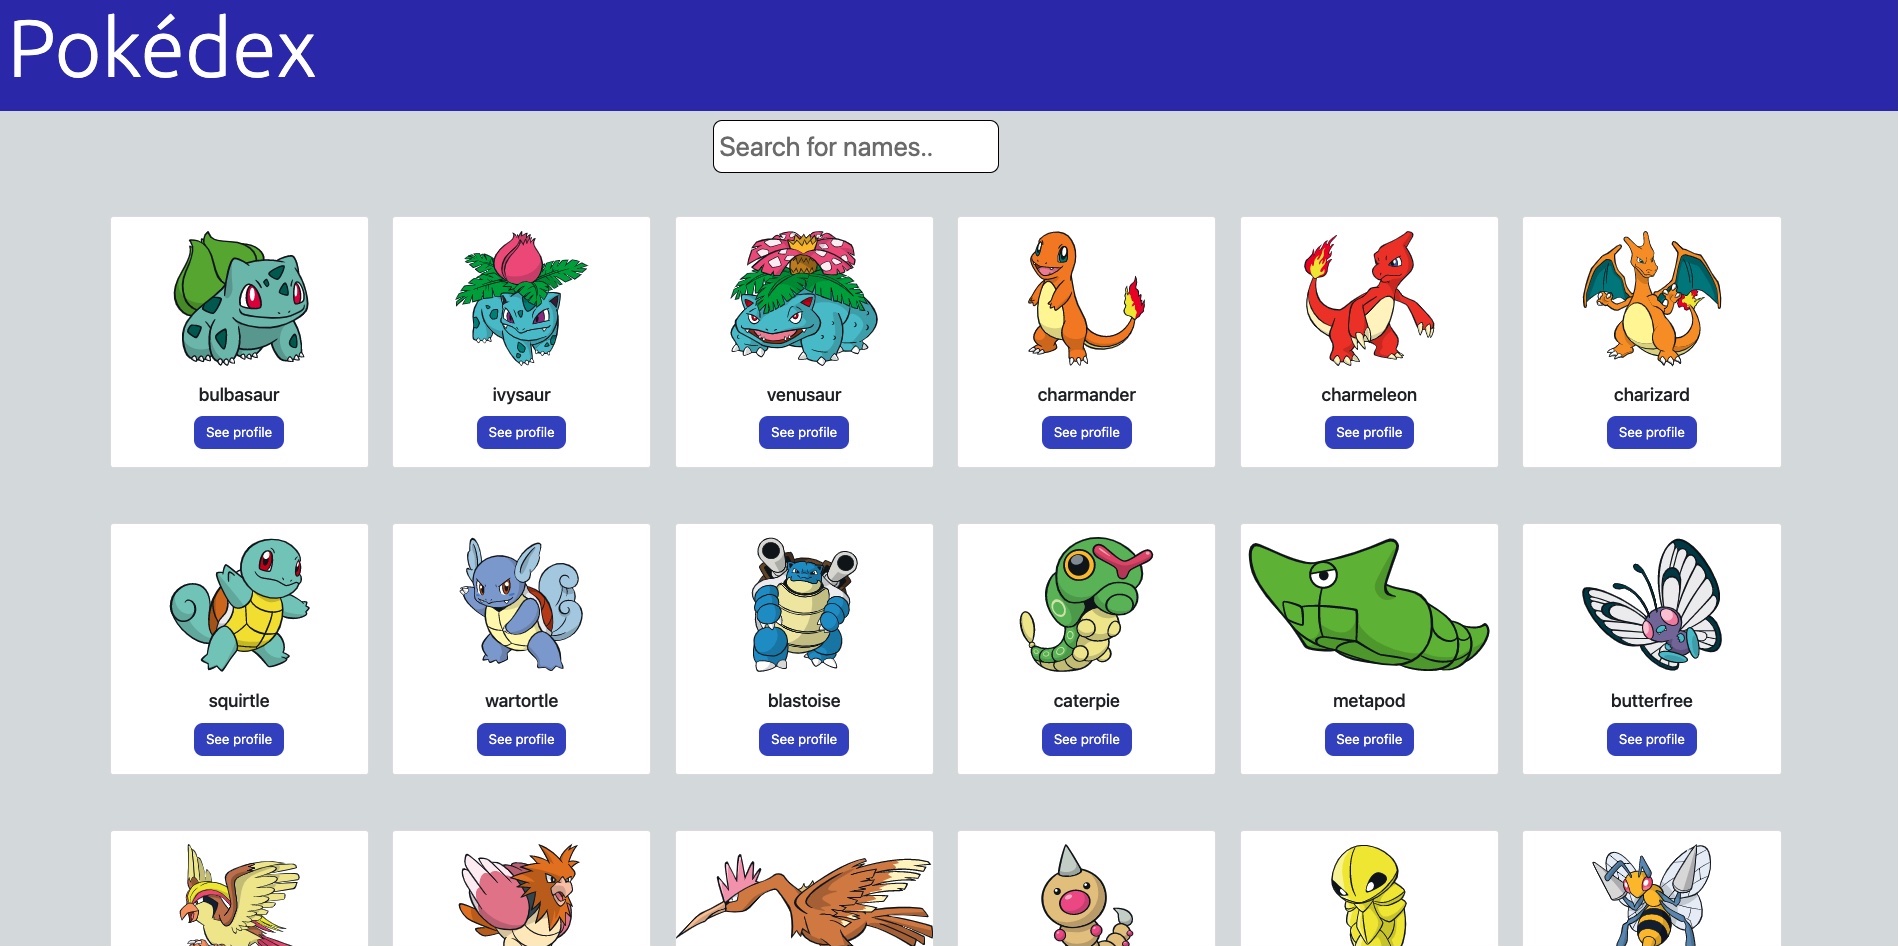 Pokédex
Search for names..
bulbasaur
ivysaur
venusaur
charmander
charmeleon
charizard
See profile
See profile
See profile
See profile
See profile
See profile
squirtle
wartortle
blastoise
caterpie
metapod
butterfree
See profile
See profile
See profile
See profile
See profile
See profile